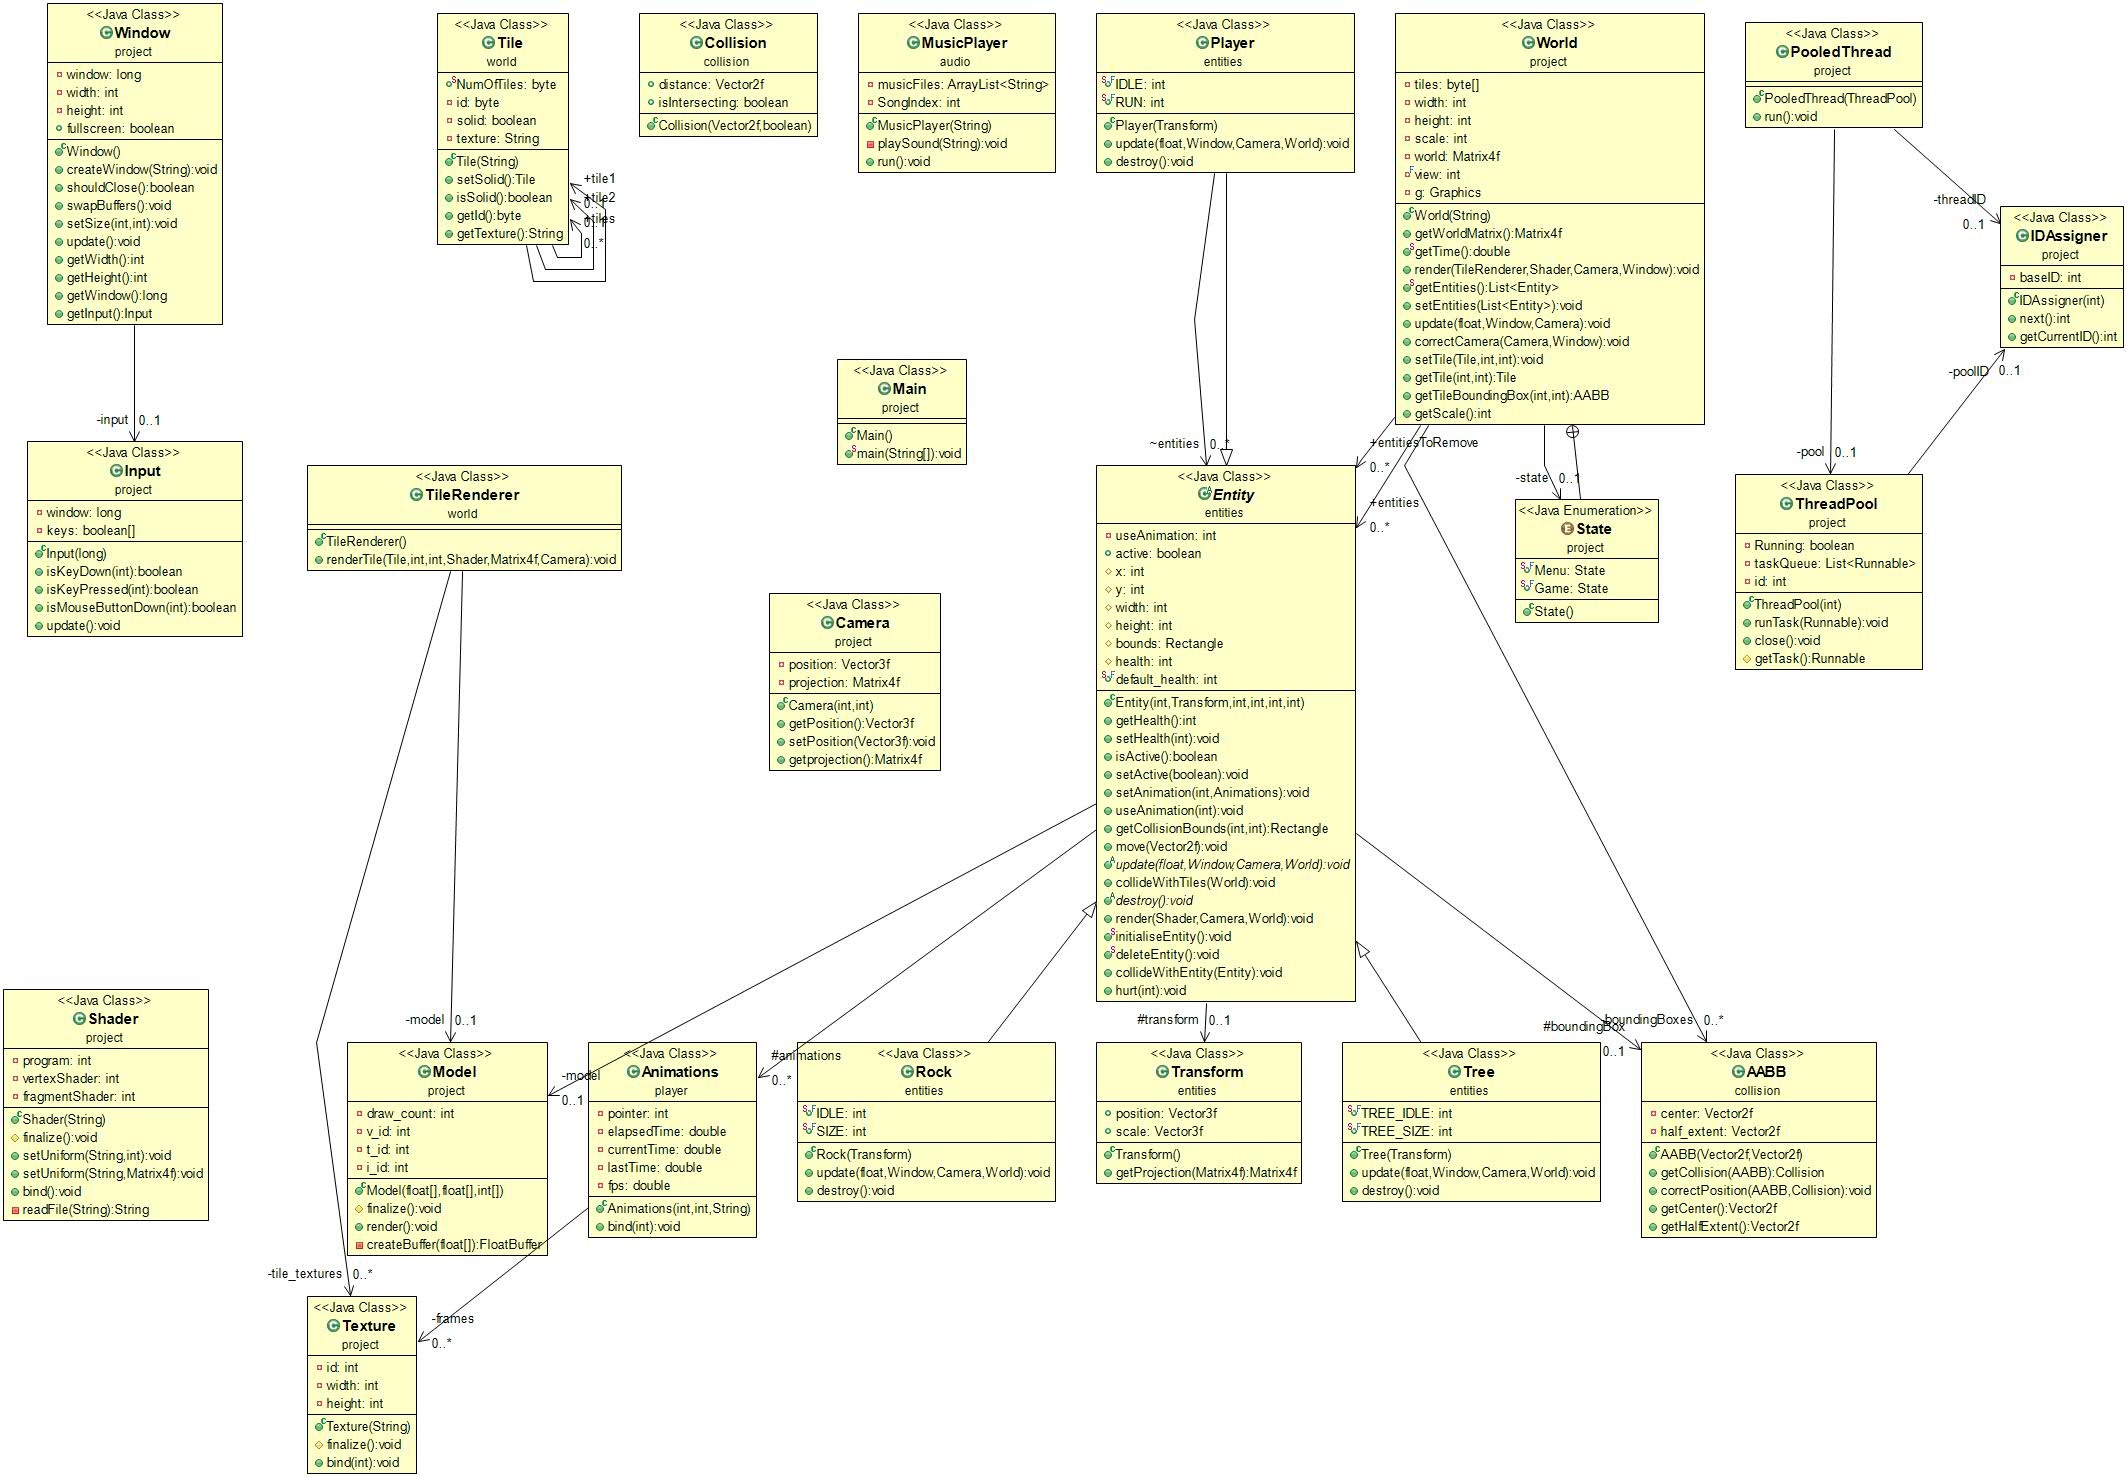 <<Java Class>>
Window
project
window: long
width: int
height: int
fullscreen: boolean
Window()
createWindow(String):void
shouldClose():boolean
swapBuffers():void
setSize(int,int):void
update():void
getWidth():int
getHeight():int
getWindow():long
getInput():Input
-input 0..1
<<Java Class>>
Input
project
window: long
keys: boolean[]
Input(long)
isKeyDown(int):boolean
isKeyPressed(int):boolean
isMouseButtonDown(int):boolean
update():void
<<Java Class>>
Tile
world
NumOfTiles: byte
id: byte
solid: boolean
texture: String
Tile(String)
setSolid():Tile
isSolid():boolean
getId():byte
getTexture():String
+tile1
+tile2
0..1
+tiles
0..1
0..*
<<Java Class>>
Collision
collision
distance: Vector2f
isIntersecting: boolean
Collision(Vector2f,boolean)
<<Java Class>>
MusicPlayer
audio
musicFiles: ArrayList<String>
SongIndex: int
MusicPlayer(String)
playSound(String):void
run():void
<<Java Class>>
Player
entities
IDLE: int
RUN: int
Player(Transform)
update(float,Window,Camera,World):void
destroy():void
~entities 0..*
<<Java Class>>
World
project
tiles: byte[]
width: int
height: int
scale: int
world: Matrix4f
view: int
g: Graphics
World(String)
getWorldMatrix():Matrix4f
getTime():double
render(TileRenderer,Shader,Camera,Window):void
getEntities():List<Entity>
setEntities(List<Entity>):void
update(float,Window,Camera):void
correctCamera(Camera,Window):void
setTile(Tile,int,int):void
getTile(int,int):Tile
getTileBoundingBox(int,int):AABB
getScale():int
+entitiesToRemove
0..*
+entities
0..*
-state 0..1
<<Java Class>>
PooledThread
project
PooledThread(ThreadPool)
run():void
-threadID
0..1
<<Java Class>>
IDAssigner
project
baseID: int
IDAssigner(int)
next():int
getCurrentID():int
-poolID 0..1
-pool 0..1
<<Java Class>>
ThreadPool
project
Running: boolean
taskQueue: List<Runnable>
id: int
ThreadPool(int)
runTask(Runnable):void
close():void
getTask():Runnable
<<Java Class>>
Main
project
Main()
main(String[]):void
<<Java Class>>
TileRenderer
world
TileRenderer()
renderTile(Tile,int,int,Shader,Matrix4f,Camera):void
<<Java Class>>
Entity
entities
useAnimation: int
active: boolean
x: int
y: int
width: int
height: int
bounds: Rectangle
health: int
default_health: int
Entity(int,Transform,int,int,int,int)
getHealth():int
setHealth(int):void
isActive():boolean
setActive(boolean):void
setAnimation(int,Animations):void
useAnimation(int):void
getCollisionBounds(int,int):Rectangle
move(Vector2f):void
update(float,Window,Camera,World):void
collideWithTiles(World):void
destroy():void
render(Shader,Camera,World):void
initialiseEntity():void
deleteEntity():void
collideWithEntity(Entity):void
hurt(int):void
<<Java Enumeration>>
State
project
Menu: State
Game: State
State()
<<Java Class>>
Camera
project
position: Vector3f
projection: Matrix4f
Camera(int,int)
getPosition():Vector3f
setPosition(Vector3f):void
getprojection():Matrix4f
<<Java Class>>
Shader
project
program: int
vertexShader: int
fragmentShader: int
Shader(String)
finalize():void
setUniform(String,int):void
setUniform(String,Matrix4f):void
bind():void
readFile(String):String
-model 0..1
<<Java Class>>
Model
project
draw_count: int
v_id: int
t_id: int
i_id: int
Model(float[],float[],int[])
finalize():void
render():void
createBuffer(float[]):FloatBuffer
-model
0..1
<<Java Class>>
Animations
player
pointer: int
elapsedTime: double
currentTime: double
lastTime: double
fps: double
Animations(int,int,String)
bind(int):void
#animations
0..*
<<Java Class>>
Rock
entities
IDLE: int
SIZE: int
Rock(Transform)
update(float,Window,Camera,World):void
destroy():void
#transform 0..1
<<Java Class>>
Transform
entities
position: Vector3f
scale: Vector3f
Transform()
getProjection(Matrix4f):Matrix4f
<<Java Class>>
Tree
entities
TREE_IDLE: int
TREE_SIZE: int
Tree(Transform)
update(float,Window,Camera,World):void
destroy():void
#boundingBox
0..1
-boundingBoxes 0..*
<<Java Class>>
AABB
collision
center: Vector2f
half_extent: Vector2f
AABB(Vector2f,Vector2f)
getCollision(AABB):Collision
correctPosition(AABB,Collision):void
getCenter():Vector2f
getHalfExtent():Vector2f
-tile_textures 0..*
-frames
0..*
<<Java Class>>
Texture
project
id: int
width: int
height: int
Texture(String)
finalize():void
bind(int):void